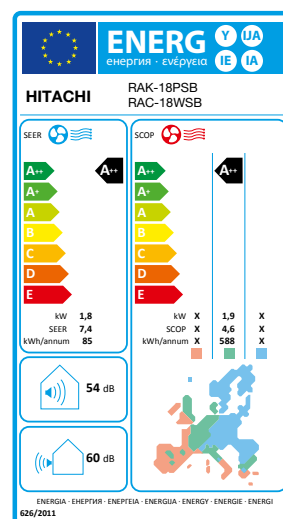 ENERG Y IJA
енергия · ενέργεια IE IA
HITACHI
RAK-18PSB
RAC-18WSB
SEER
SCOP
A++ A++ A++ A++
A+ A+
A A
B B
C C
D D
E E
kW 1,8 kW X 1,9 X
SEER 7,4 SCOP X 4,6 X
kWh/annum 85 kWh/annum X 588 X
54 dB
60 dB
ENERGIA · ЕНЕРГИЯ · ΕΝΕΡΓΕΙΑ · ENERGIJA · ENERGY · ENERGIE · ENERGI
626/2011